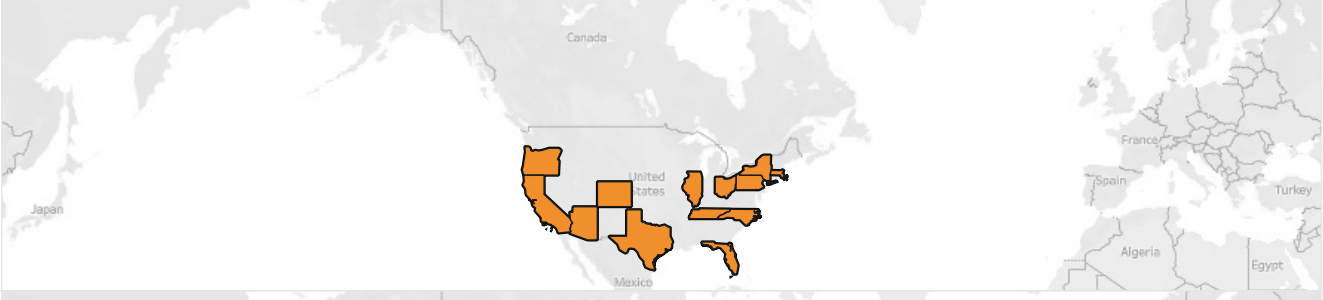 Canada
France
United
States
Spain
Turkey
Japan
Algeria
Egypt
Mexico